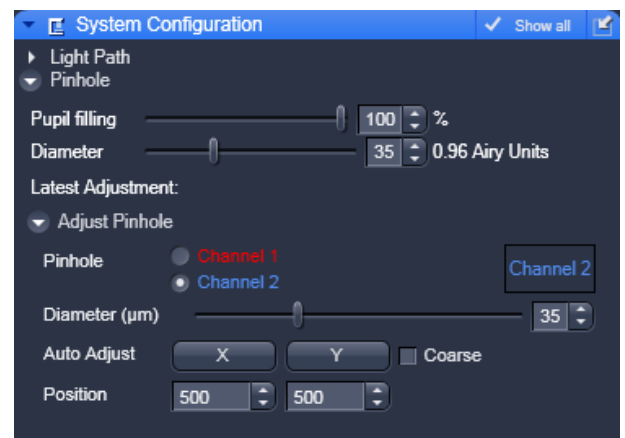 System Configuration Show all
Light Path
Pinhole
Pupil filling 100 %
Diameter 35 0.96 Airy Units
Latest Adjustment:
Adjust Pinhole
Pinhole Channel 1
Channel 2 Channel 2
Diameter (µm) 35
Auto Adjust X Y Coarse
Position 500 500